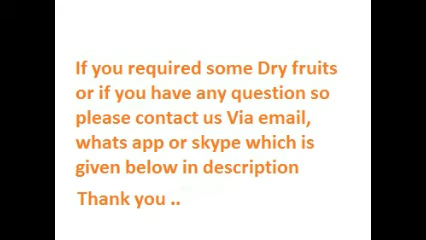 If you required some Dry fruits
or if you have any question so
please contact us Via email,
whats app or skype which is
given below in description
Thank you ..